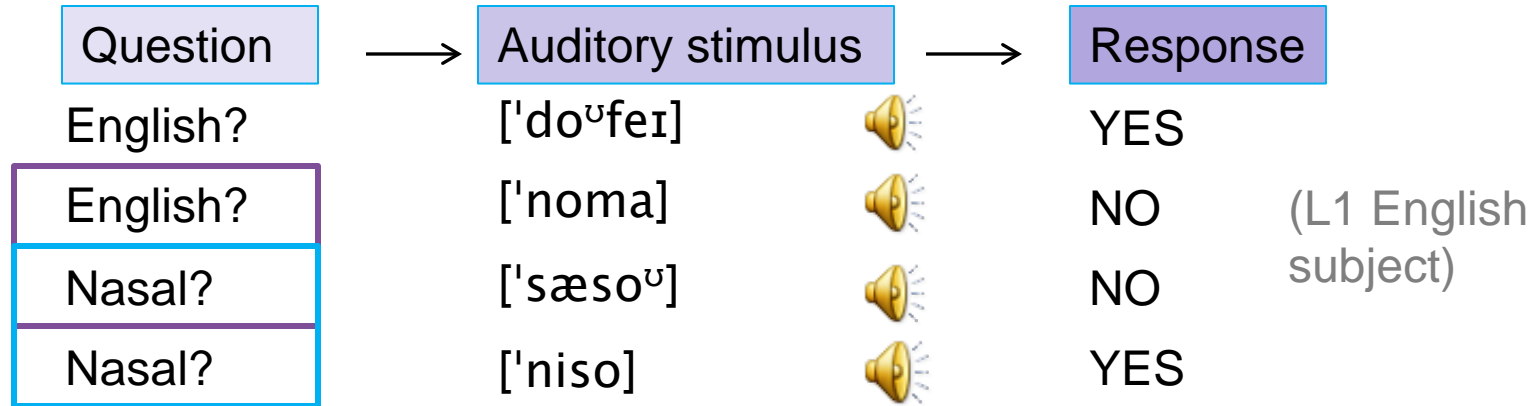 Question → Auditory stimulus → Response
English? [ˈdoᶷfeɪ] YES
English? [ˈnoma] NO (L1 English
Nasal? [ˈsæsoᶷ] NO subject)
Nasal? [ˈniso] YES